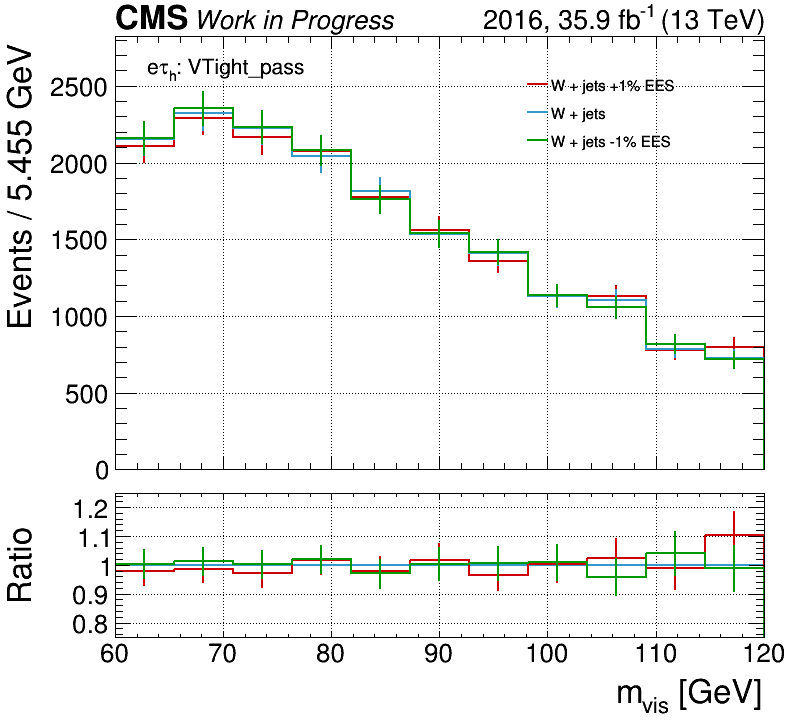 CMS Work in Progress 2016, 35.9 fb-1 (13 TeV)
eτh: VTight_pass
W + jets +1% EES
W + jets
W + jets -1% EES
Events / 5.455 GeV
2500
2000
1500
1000
500
0
Ratio
1.2
1.1
1
0.9
0.8
60 70 80 90 100 110 120
mvis [GeV]